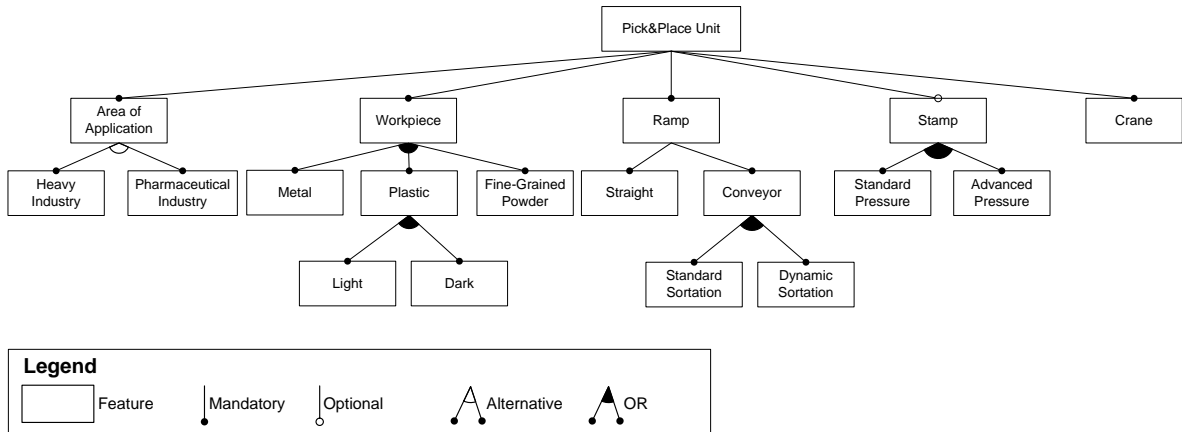 Pick&Place Unit
Area of
Application
Workpiece
Ramp
Stamp
Crane
Heavy
Industry
Pharmaceutical
Industry
Metal
Plastic
Fine-Grained
Powder
Straight
Conveyor
Standard
Pressure
Advanced
Pressure
Light
Dark
Standard
Sortation
Dynamic
Sortation
Legend
Feature
Mandatory
Optional
Alternative
OR